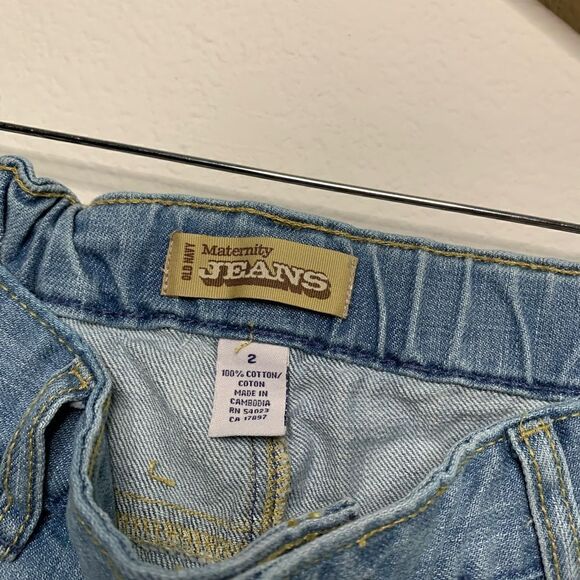 OLD NAVY
Maternity
JEANS
2
100% COTTON/
COTON
MADE IN
CAMBODIA
RN 54023
CA 17897